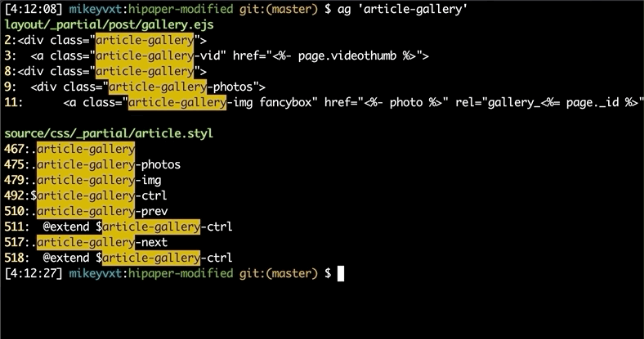 [4:12:08] mikeyvxt:hipaper-modified git:(master) $ ag 'article-gallery'
layout/_partial/post/gallery.ejs
2:<div class="article-gallery">
3:  <a class="article-gallery-vid" href="<%- page.videothumb %>">
8:<div class="article-gallery">
9:  <div class="article-gallery-photos">
11:      <a class="article-gallery-img fancybox" href="<%- photo %>" rel="gallery_<%= page._id %>"

source/css/_partial/article.styl
467:.article-gallery
475:.article-gallery-photos
479:.article-gallery-img
492:$article-gallery-ctrl
510:.article-gallery-prev
511:  @extend $article-gallery-ctrl
517:.article-gallery-next
518:  @extend $article-gallery-ctrl
[4:12:27] mikeyvxt:hipaper-modified git:(master) $